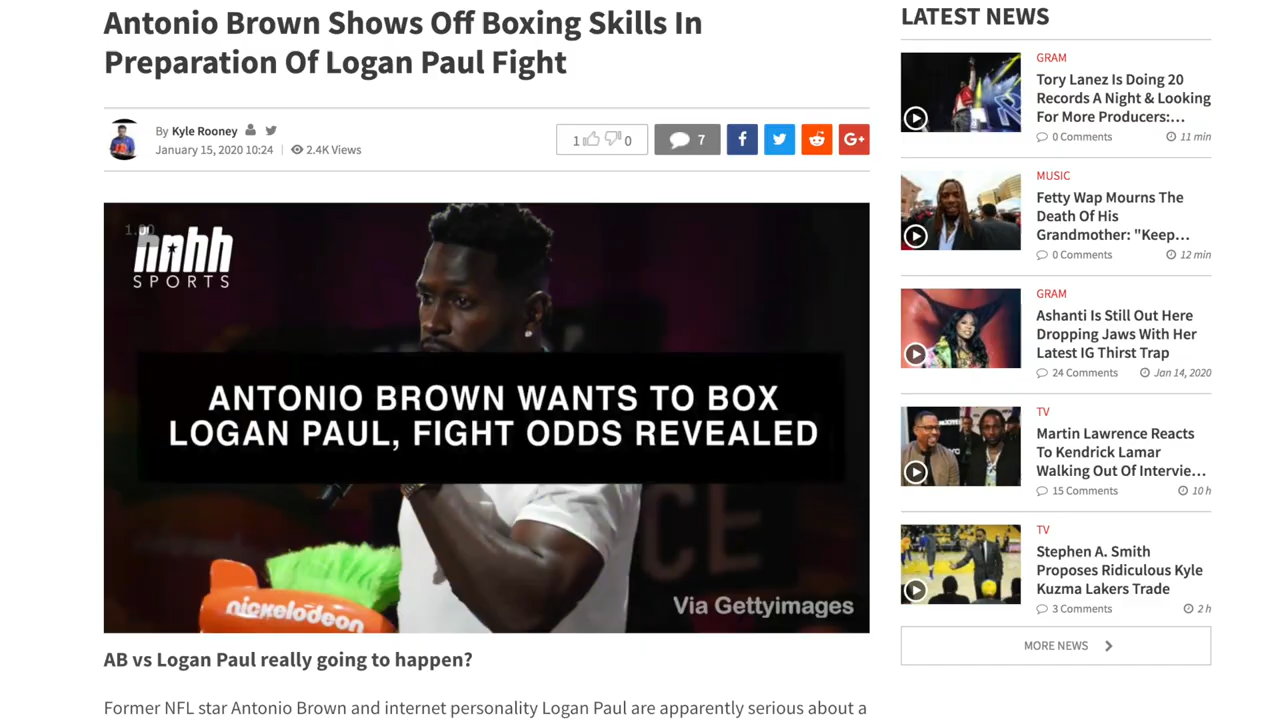 Antonio Brown Shows Off Boxing Skills In
Preparation Of Logan Paul Fight
By Kyle Rooney
January 15, 2020 10:24 | 2.4K Views
1 0
7
f
G+
1.00
hnhh
SPORTS
ANTONIO BROWN WANTS TO BOX
LOGAN PAUL, FIGHT ODDS REVEALED
nickelodeon
Via Gettyimages
AB vs Logan Paul really going to happen?
Former NFL star Antonio Brown and internet personality Logan Paul are apparently serious about a
LATEST NEWS
GRAM
Tory Lanez Is Doing 20
Records A Night & Looking
For More Producers:...
0 Comments 11 min
MUSIC
Fetty Wap Mourns The
Death Of His
Grandmother: "Keep...
0 Comments 12 min
GRAM
Ashanti Is Still Out Here
Dropping Jaws With Her
Latest IG Thirst Trap
24 Comments Jan 14, 2020
TV
Martin Lawrence Reacts
To Kendrick Lamar
Walking Out Of Intervie...
15 Comments 10 h
TV
Stephen A. Smith
Proposes Ridiculous Kyle
Kuzma Lakers Trade
3 Comments 2 h
MORE NEWS